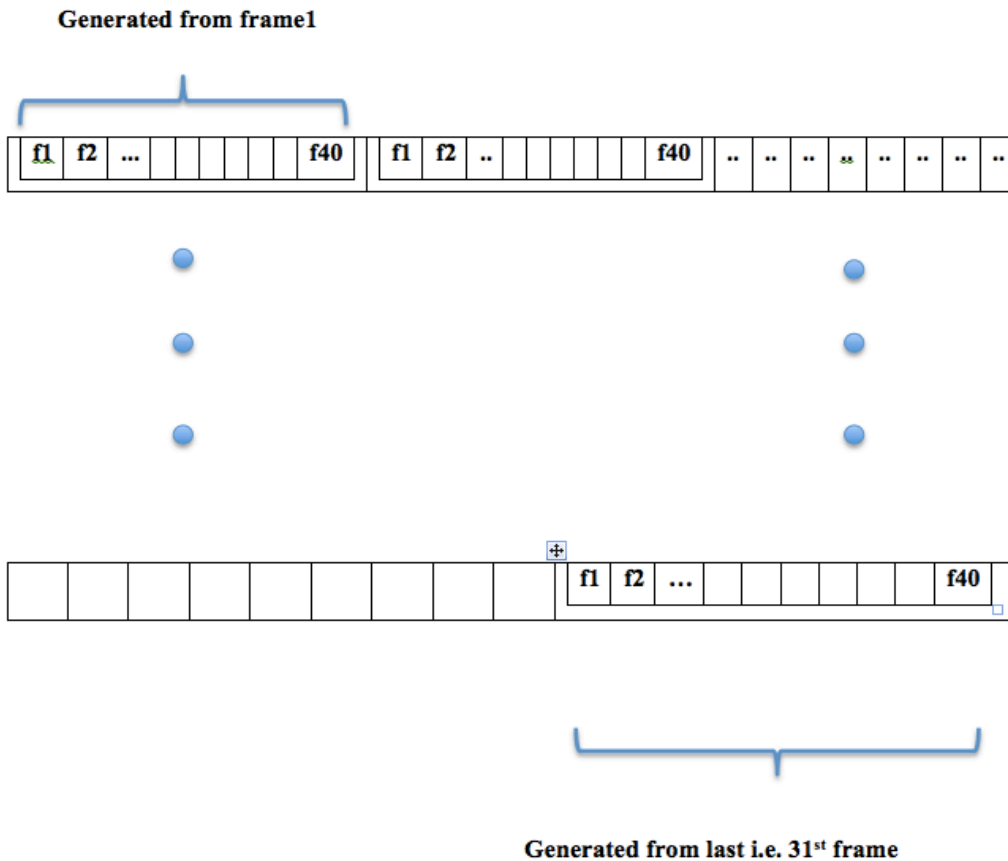 Generated from frame1
f1 f2 ... f40 f1 f2 .. f40 .. .. .. .. .. .. .. ..
f1 f2 ... f40
Generated from last i.e. 31st frame